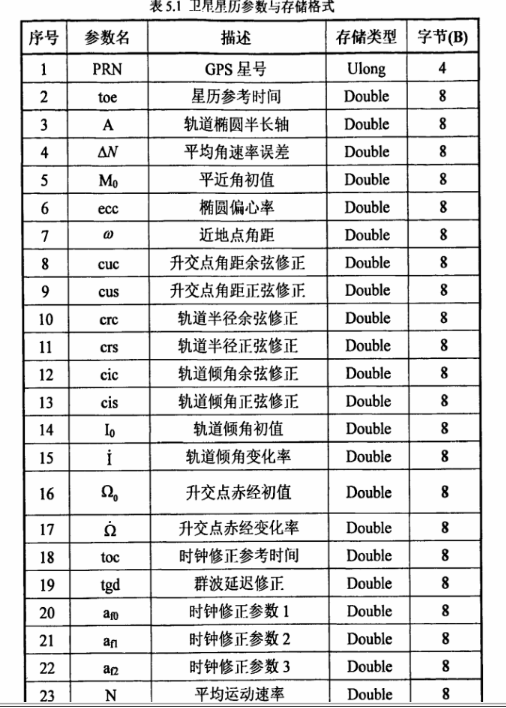 表 5.1 卫星星历参数与存储格式
序号 参数名 描述 存储类型 字节(B)
1 PRN GPS 星号 Ulong 4
2 toe 星历参考时间 Double 8
3 A 轨道椭圆半长轴 Double 8
4 ΔN 平均角速率误差 Double 8
5 M₀ 平近角初值 Double 8
6 ecc 椭圆偏心率 Double 8
7 ω 近地点角距 Double 8
8 cuc 升交点角距余弦修正 Double 8
9 cus 升交点角距正弦修正 Double 8
10 crc 轨道半径余弦修正 Double 8
11 crs 轨道半径正弦修正 Double 8
12 cic 轨道倾角余弦修正 Double 8
13 cis 轨道倾角正弦修正 Double 8
14 I₀ 轨道倾角初值 Double 8
15 İ 轨道倾角变化率 Double 8
16 Ω₀ 升交点赤经初值 Double 8
17 Ω̇ 升交点赤经变化率 Double 8
18 toc 时钟修正参考时间 Double 8
19 tgd 群波延迟修正 Double 8
20 af0 时钟修正参数 1 Double 8
21 af1 时钟修正参数 2 Double 8
22 af2 时钟修正参数 3 Double 8
23 N 平均运动速率 Double 8